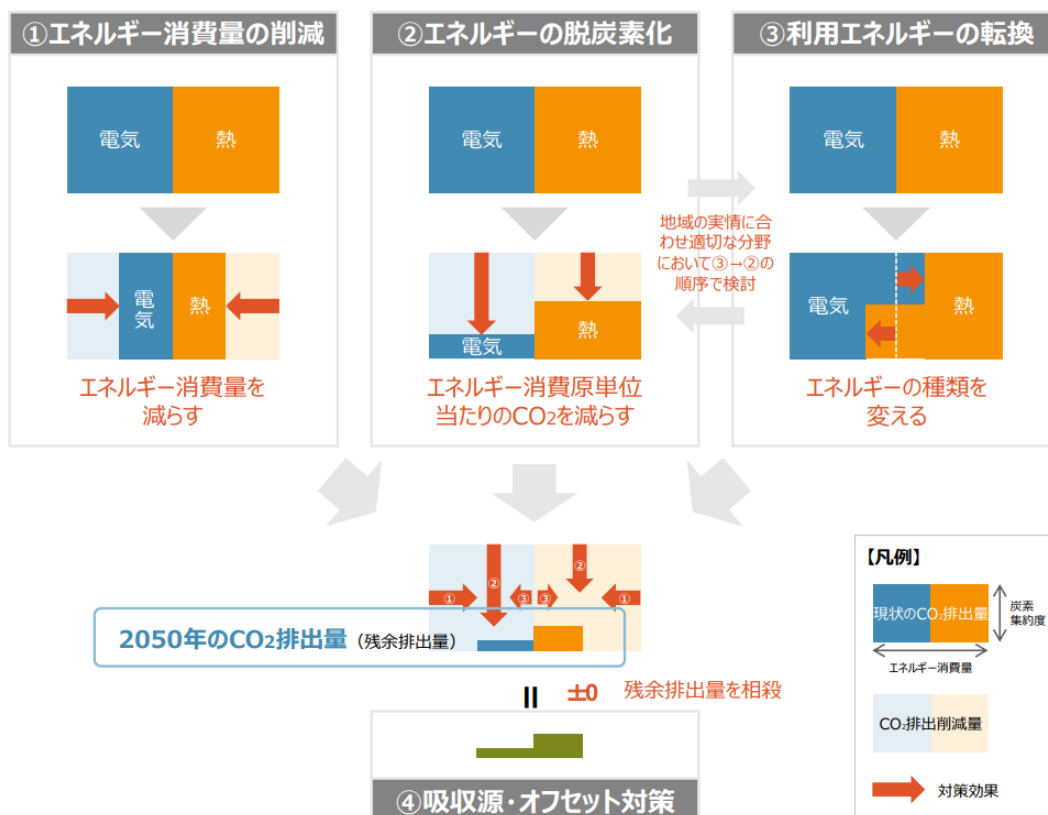 ①エネルギー消費量の削減
②エネルギーの脱炭素化
③利用エネルギーの転換
電気
熱
電気
熱
電気
熱
地域の実情に合
わせ適切な分野
において③→②の
順序で検討
電気
熱
電気
熱
電気
熱
エネルギー消費量を
減らす
エネルギー消費原単位
当たりのCO₂を減らす
エネルギーの種類を
変える
②
②
①
③
③
①
2050年のCO₂排出量（残余排出量）
=
±0
残余排出量を相殺
④吸収源・オフセット対策
【凡例】
現状のCO₂排出量
炭素
集約度
エネルギー消費量
CO₂排出削減量
対策効果